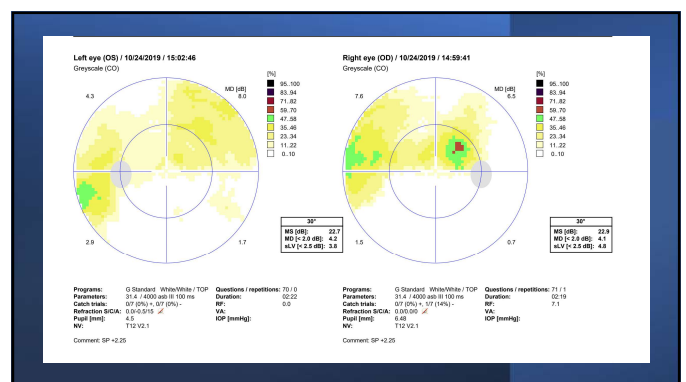 Left eye (OS) / 10/24/2019 / 15:02:46
Greyscale (CO)
[%]
95..100
83..94
71..82
59..70
47..58
35..46
23..34
11..22
0..10
MD [dB]
4.3
8.0
2.9
1.7
30°
MS [dB]: 22.7
MD [< 2.0 dB]: 4.2
sLV [< 2.5 dB]: 3.8
Programs: G Standard White/White / TOP Questions / repetitions: 70 / 0
Parameters: 31.4 / 4000 asb III 100 ms Duration: 02:22
Catch trials: 0/7 (0%) +, 0/7 (0%) - RF: 0.0
Refraction S/C/A: 0.0/-0.5/15 VA:
Pupil [mm]: 4.5 IOP [mmHg]:
NV: T12 V2.1
Comment: SP +2.25
Right eye (OD) / 10/24/2019 / 14:59:41
Greyscale (CO)
[%]
95..100
83..94
71..82
59..70
47..58
35..46
23..34
11..22
0..10
MD [dB]
7.6
6.5
1.5
0.7
30°
MS [dB]: 22.9
MD [< 2.0 dB]: 4.1
sLV [< 2.5 dB]: 4.8
Programs: G Standard White/White / TOP Questions / repetitions: 71 / 1
Parameters: 31.4 / 4000 asb III 100 ms Duration: 02:19
Catch trials: 0/7 (0%) +, 1/7 (14%) - RF: 7.1
Refraction S/C/A: 0.0/0.0/0 VA:
Pupil [mm]: 6.48 IOP [mmHg]:
NV: T12 V2.1
Comment: SP +2.25